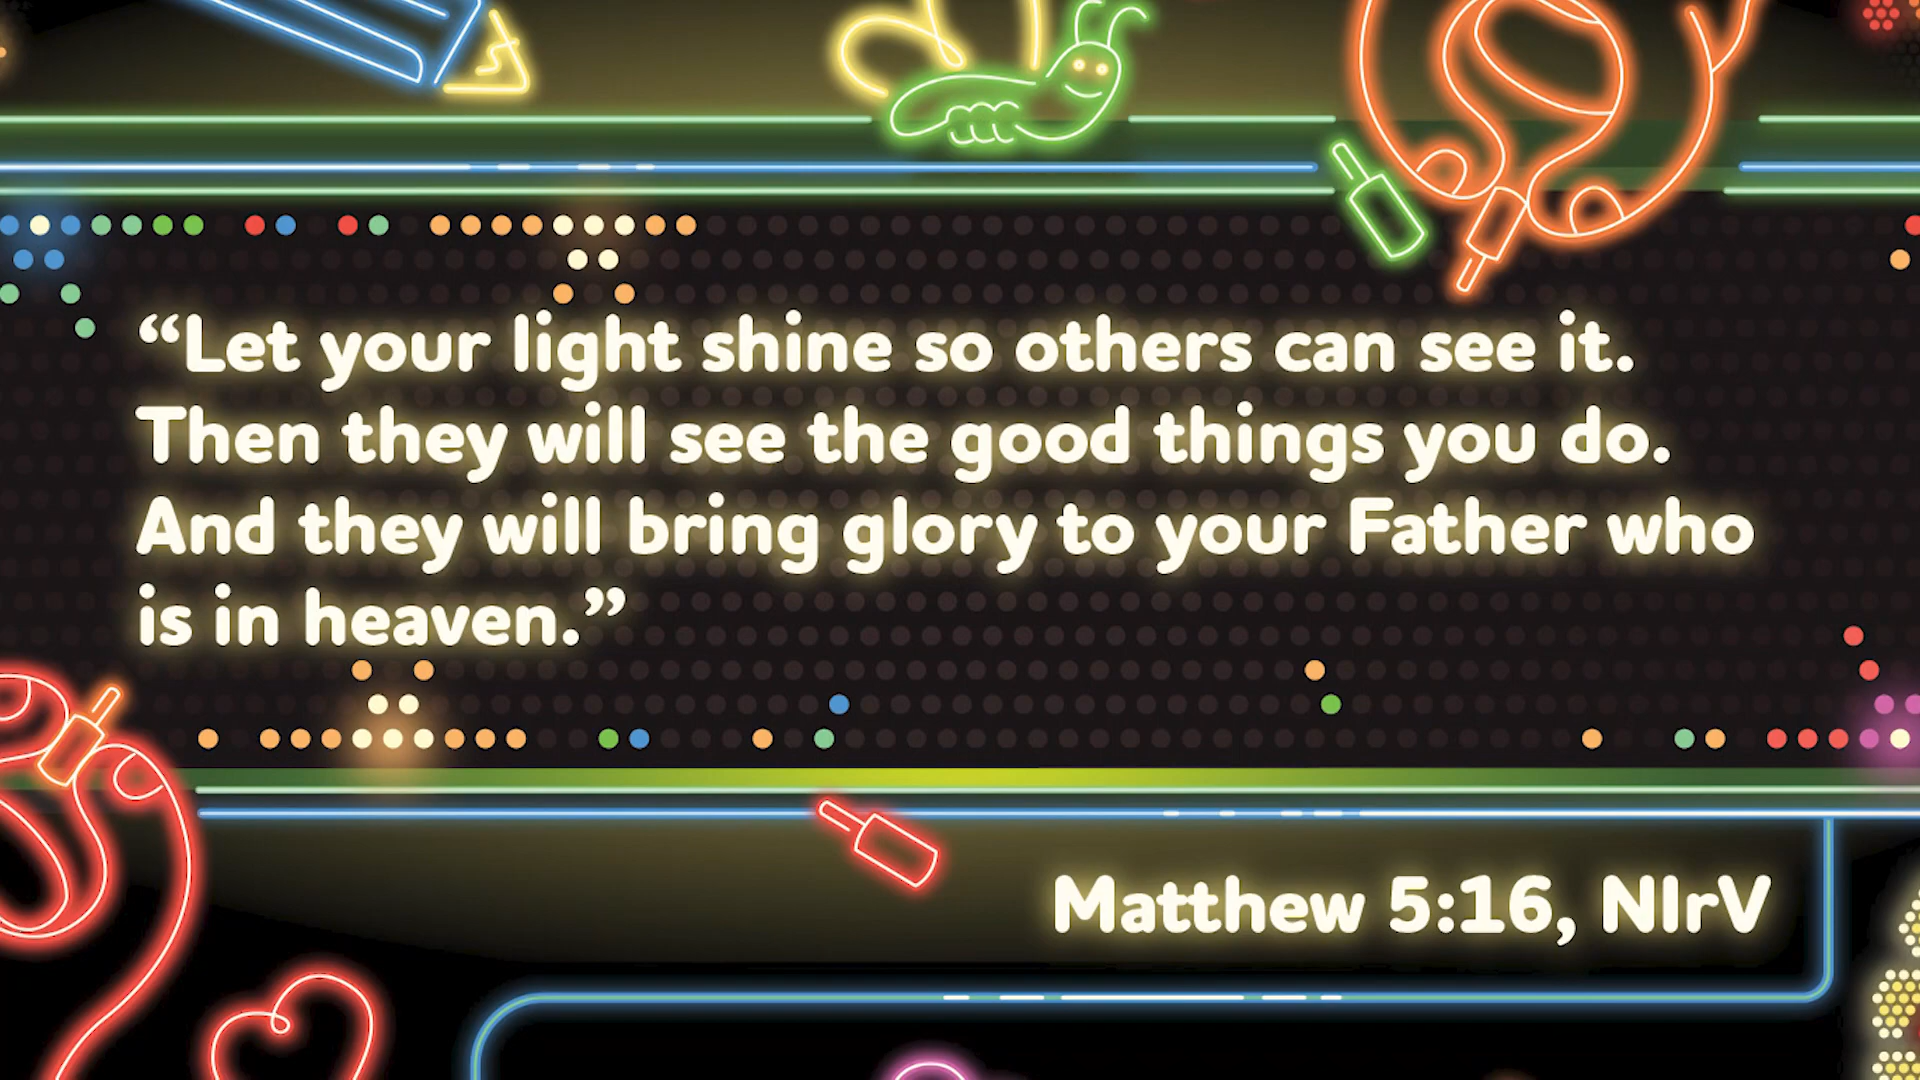 “Let your light shine so others can see it.
Then they will see the good things you do.
And they will bring glory to your Father who
is in heaven.”
Matthew 5:16, NIrV